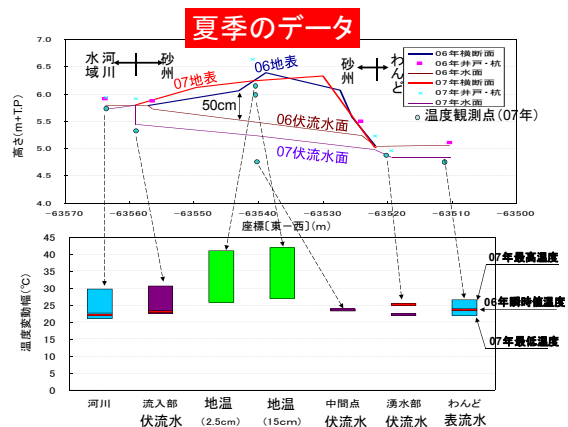 夏季のデータ
河川水域
砂州
砂州
わんど
07年地表
06年地表
50cm
06伏流水面
07伏流水面
06年横断面
06年井戸・杭
06年水面
07年横断面
07年井戸・杭
07年水面
温度観測点(07年)
高さ(m+T.P)
7.0
6.5
6.0
5.5
5.0
4.5
4.0
−63570
−63560
−63550
−63540
−63530
−63520
−63510
−63500
座標〔東ー西〕(m)
温度変動幅(℃)
45
40
35
30
25
20
15
10
5
0
07年最高温度
06年瞬時値温度
07年最低温度
河川
流入部
伏流水
地温
(2.5cm)
地温
(15cm)
中間点
伏流水
湧水部
伏流水
わんど
表流水